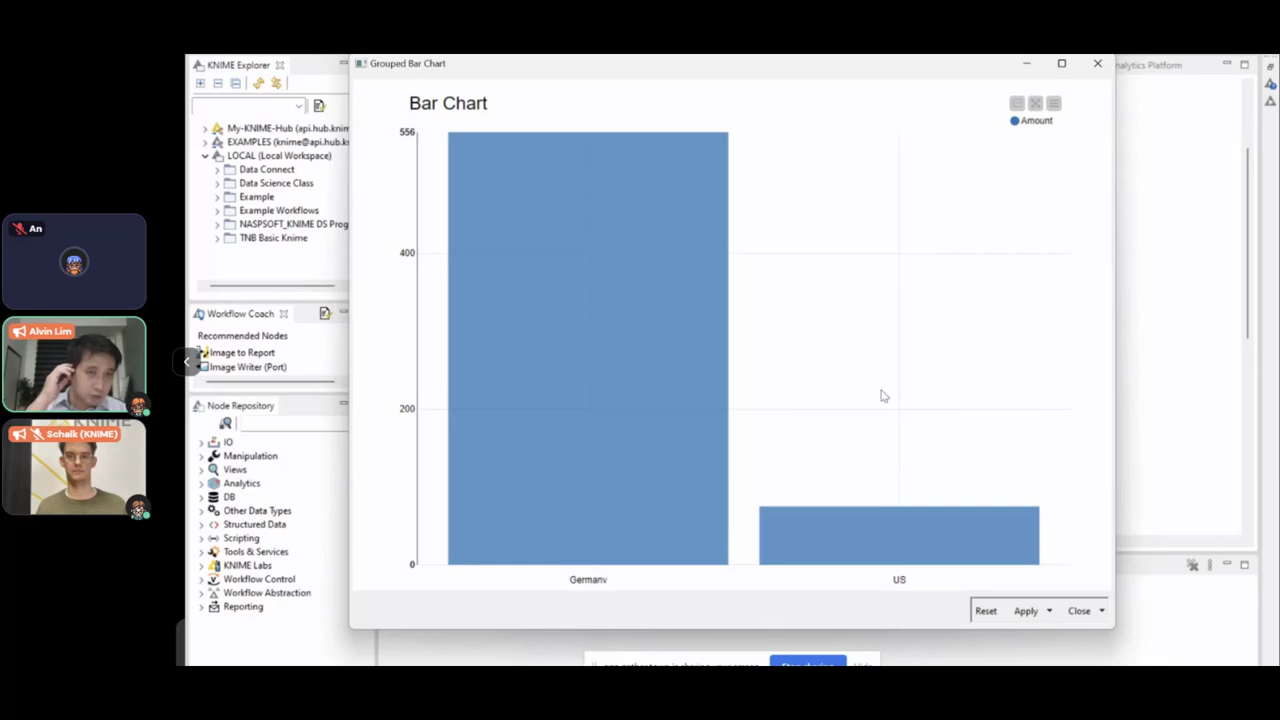 An
Alvin Lim
Schalk (KNIME)
KNIME
KNIME Explorer
My-KNIME-Hub (api.hub.knim
EXAMPLES (knime@api.hub.k
LOCAL (Local Workspace)
Data Connect
Data Science Class
Example
Example Workflows
NASPSOFT_KNIME DS Prog
TNB Basic Knime
Workflow Coach
Recommended Nodes
Image to Report
Image Writer (Port)
Node Repository
IO
Manipulation
Views
Analytics
DB
Other Data Types
Structured Data
Scripting
Tools & Services
KNIME Labs
Workflow Control
Workflow Abstraction
Reporting
Grouped Bar Chart
Bar Chart
Amount
556
400
200
0
Germany
US
Reset
Apply
Close
nalytics Platform
Stop sharing
Hide